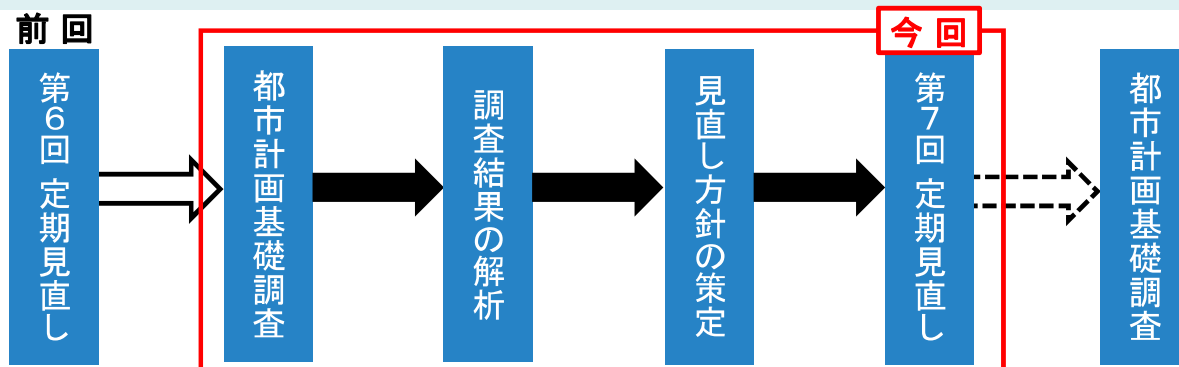 前回
今回
第６回 定期見直し
都市計画基礎調査
調査結果の解析
見直し方針の策定
第７回 定期見直し
都市計画基礎調査